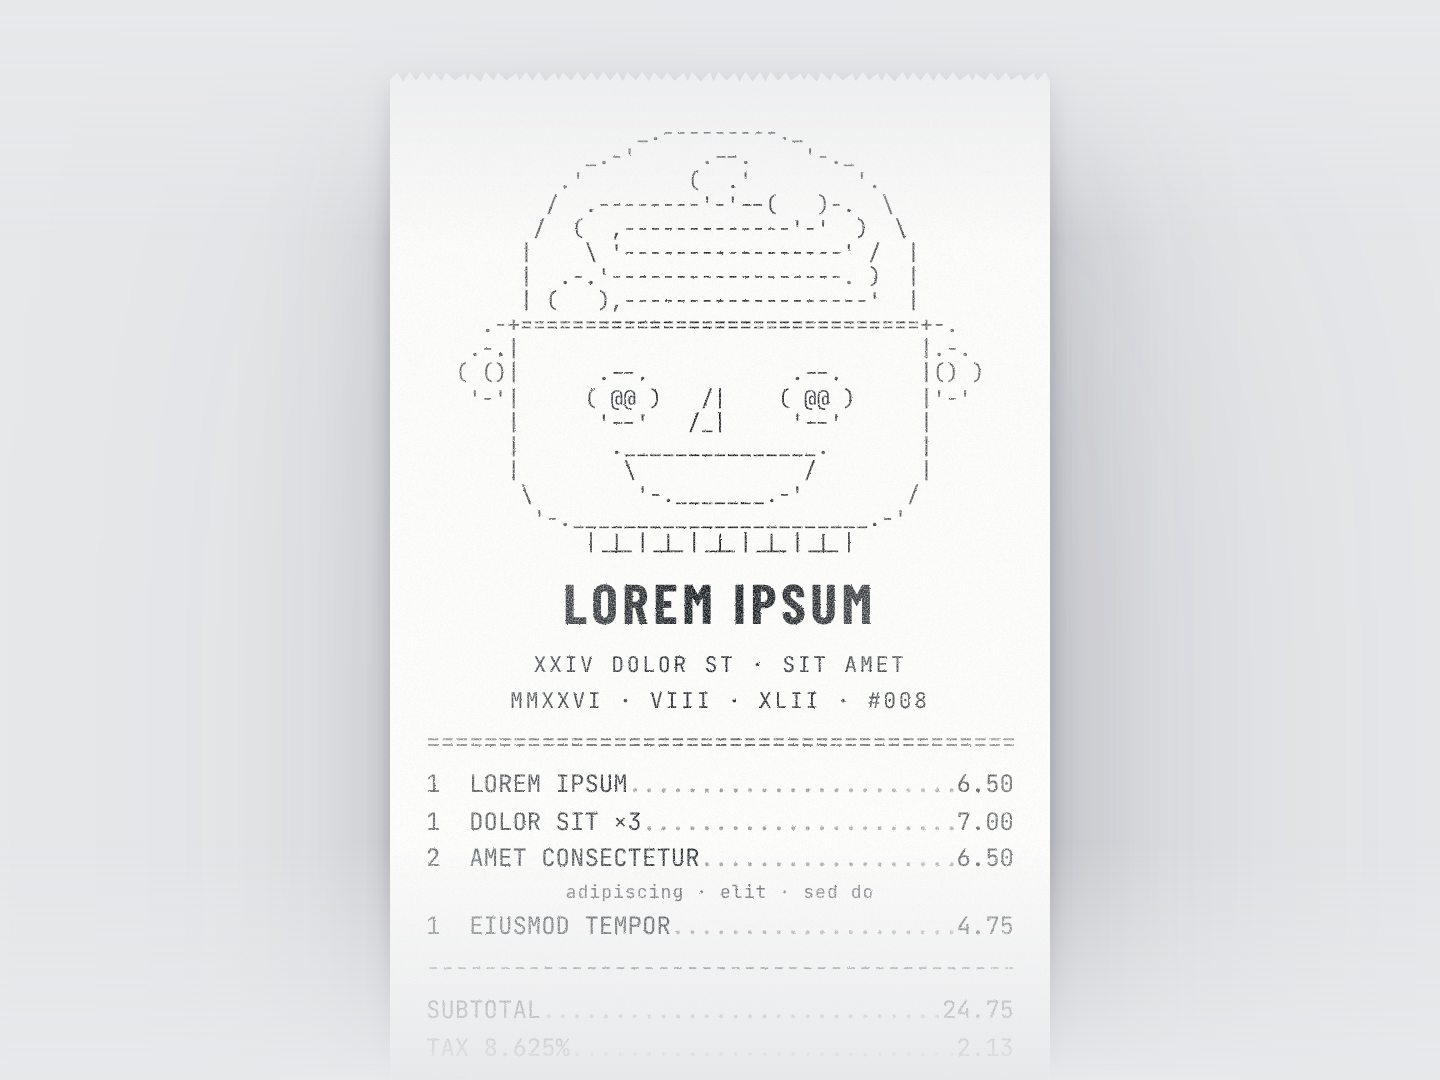 LOREM IPSUM
XXIV DOLOR ST · SIT AMET
MMXXVI · VIII · XLII · #008
1 LOREM IPSUM.......................6.50
1 DOLOR SIT ×3......................7.00
2 AMET CONSECTETUR..................6.50
adipiscing · elit · sed do
1 EIUSMOD TEMPOR....................4.75
SUBTOTAL............................24.75
TAX 8.625%...........................2.13